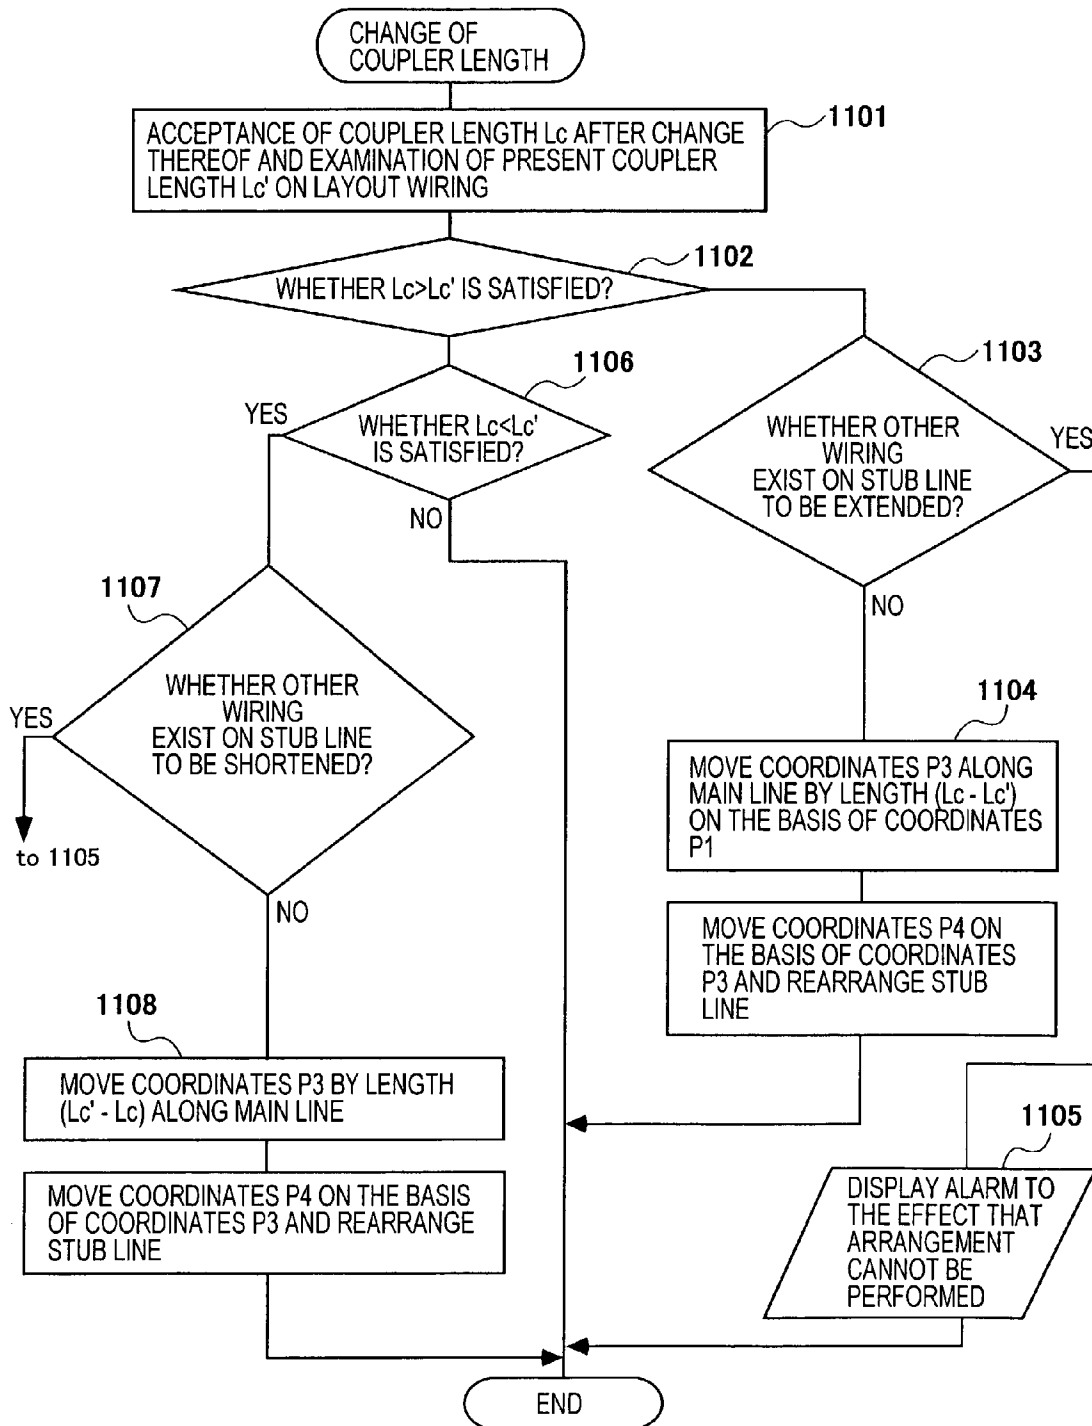 CHANGE OF
COUPLER LENGTH
1101
ACCEPTANCE OF COUPLER LENGTH Lc AFTER CHANGE
THEREOF AND EXAMINATION OF PRESENT COUPLER
LENGTH Lc' ON LAYOUT WIRING
1102
WHETHER Lc>Lc' IS SATISFIED?
1103
WHETHER OTHER
WIRING
EXIST ON STUB LINE
TO BE EXTENDED?
YES
NO
1106
YES
WHETHER Lc<Lc'
IS SATISFIED?
NO
1107
WHETHER OTHER
WIRING
EXIST ON STUB LINE
TO BE SHORTENED?
YES
to 1105
NO
1104
MOVE COORDINATES P3 ALONG
MAIN LINE BY LENGTH (Lc - Lc')
ON THE BASIS OF COORDINATES
P1
MOVE COORDINATES P4 ON
THE BASIS OF COORDINATES
P3 AND REARRANGE STUB
LINE
1108
MOVE COORDINATES P3 BY LENGTH
(Lc' - Lc) ALONG MAIN LINE
MOVE COORDINATES P4 ON THE BASIS
OF COORDINATES P3 AND REARRANGE
STUB LINE
1105
DISPLAY ALARM TO
THE EFFECT THAT
ARRANGEMENT
CANNOT BE
PERFORMED
END